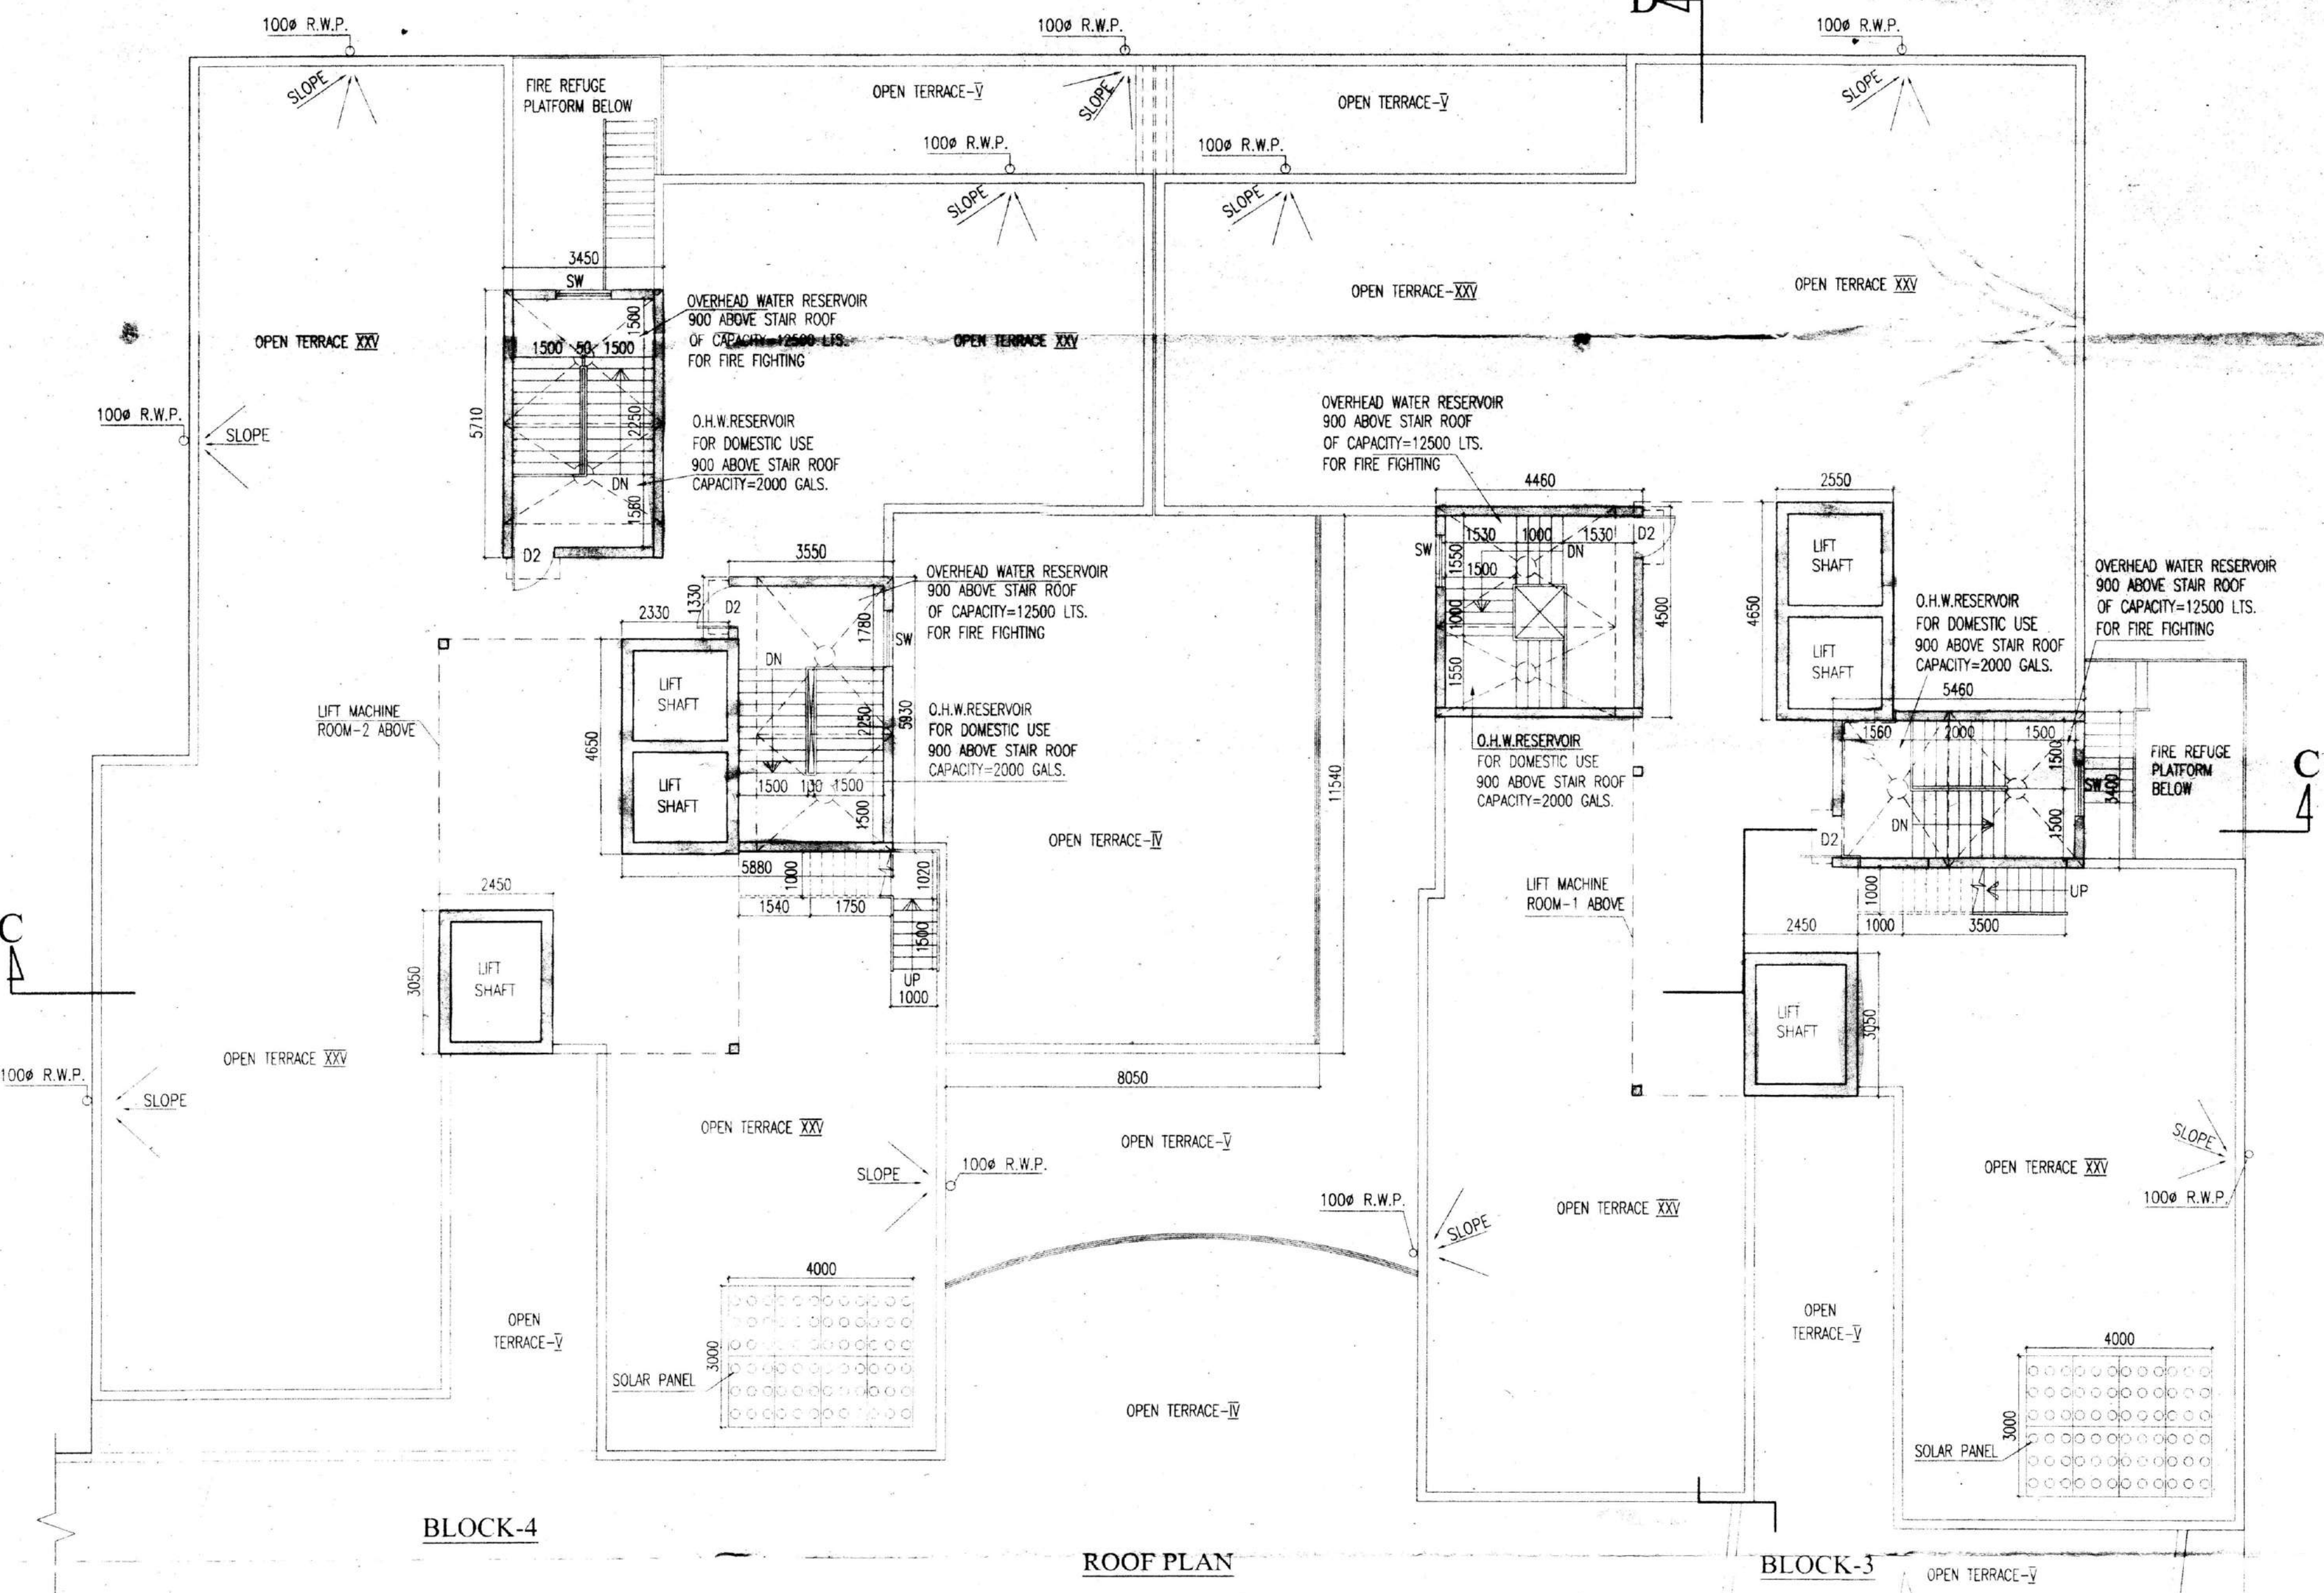 D
100ø R.W.P.
100ø R.W.P.
100ø R.W.P.
SLOPE
FIRE REFUGE
PLATFORM BELOW
OPEN TERRACE-V
SLOPE
OPEN TERRACE-V
SLOPE
100ø R.W.P.
100ø R.W.P.
SLOPE
SLOPE
3450
SW
OPEN TERRACE-XXV
OPEN TERRACE XXV
OVERHEAD WATER RESERVOIR
900 ABOVE STAIR ROOF
OF CAPACITY=12500 LTS.
FOR FIRE FIGHTING
OPEN TERRACE XXV
OPEN TERRACE XXV
1500
1500 50 1500
5710
2250
100ø R.W.P.
SLOPE
O.H.W.RESERVOIR
FOR DOMESTIC USE
900 ABOVE STAIR ROOF
CAPACITY=2000 GALS.
DN
1560
D2
OVERHEAD WATER RESERVOIR
900 ABOVE STAIR ROOF
OF CAPACITY=12500 LTS.
FOR FIRE FIGHTING
4460
2550
1530 1000 1530
D2
SW
DN
1550
1500
1000
1550
4500
4650
LIFT
SHAFT
LIFT
SHAFT
OVERHEAD WATER RESERVOIR
900 ABOVE STAIR ROOF
OF CAPACITY=12500 LTS.
FOR FIRE FIGHTING
O.H.W.RESERVOIR
FOR DOMESTIC USE
900 ABOVE STAIR ROOF
CAPACITY=2000 GALS.
3550
1330
2330
D2
1780
SW
DN
OVERHEAD WATER RESERVOIR
900 ABOVE STAIR ROOF
OF CAPACITY=12500 LTS.
FOR FIRE FIGHTING
LIFT
SHAFT
LIFT
SHAFT
4650
2250
5930
O.H.W.RESERVOIR
FOR DOMESTIC USE
900 ABOVE STAIR ROOF
CAPACITY=2000 GALS.
1500 100 1500
1500
LIFT MACHINE
ROOM-2 ABOVE
5880
1000
1020
1540
1750
1500
UP
1000
11540
OPEN TERRACE-IV
O.H.W.RESERVOIR
FOR DOMESTIC USE
900 ABOVE STAIR ROOF
CAPACITY=2000 GALS.
5460
1560 2000 1500
1500
SW
3400
1500
DN
D2
FIRE REFUGE
PLATFORM
BELOW
C
LIFT MACHINE
ROOM-1 ABOVE
UP
1000
2450
1000
3500
C
2450
3050
LIFT
SHAFT
LIFT
SHAFT
3050
OPEN TERRACE XXV
100ø R.W.P.
SLOPE
8050
OPEN TERRACE XXV
OPEN TERRACE-V
SLOPE
100ø R.W.P.
100ø R.W.P.
SLOPE
OPEN TERRACE XXV
OPEN TERRACE XXV
SLOPE
100ø R.W.P.
4000
3000
SOLAR PANEL
OPEN
TERRACE-V
OPEN
TERRACE-V
OPEN TERRACE-IV
4000
3000
SOLAR PANEL
BLOCK-4
ROOF PLAN
BLOCK-3
OPEN TERRACE-V